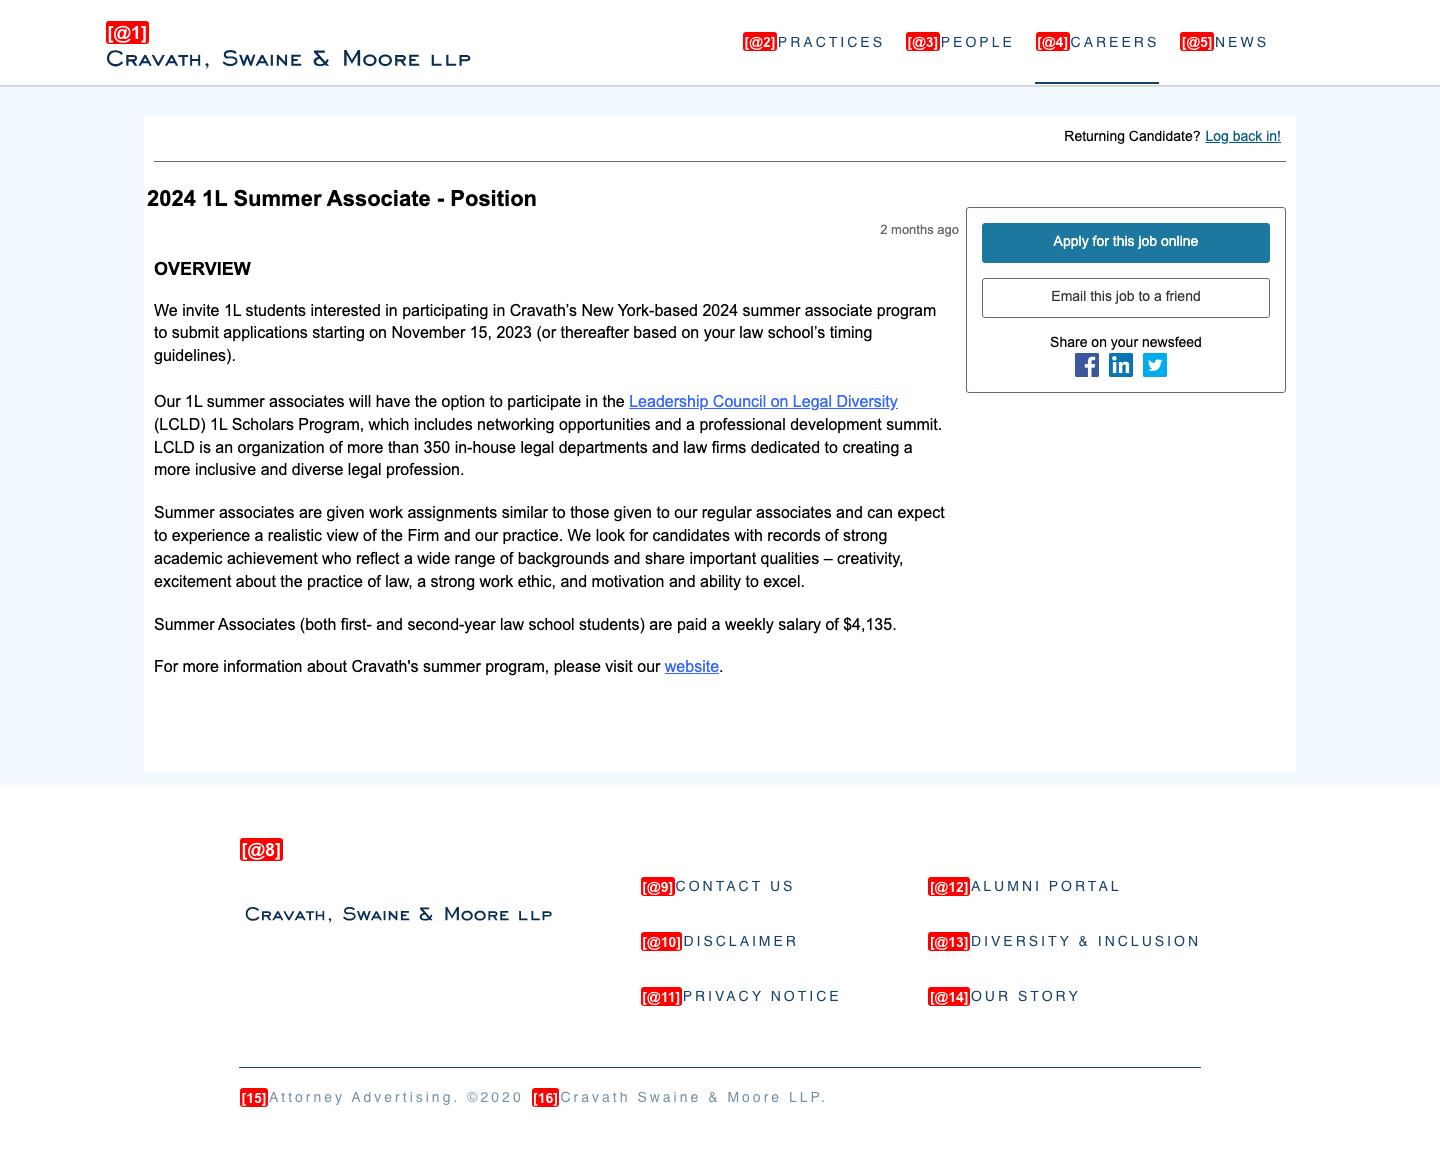 [@1]
Cravath, Swaine & Moore LLP
[@2]PRACTICES [@3]PEOPLE [@4]CAREERS [@5]NEWS
Returning Candidate? Log back in!
2024 1L Summer Associate - Position
2 months ago
Apply for this job online
Email this job to a friend
Share on your newsfeed
f in
OVERVIEW
We invite 1L students interested in participating in Cravath’s New York-based 2024 summer associate program
to submit applications starting on November 15, 2023 (or thereafter based on your law school’s timing
guidelines).
Our 1L summer associates will have the option to participate in the Leadership Council on Legal Diversity
(LCLD) 1L Scholars Program, which includes networking opportunities and a professional development summit.
LCLD is an organization of more than 350 in-house legal departments and law firms dedicated to creating a
more inclusive and diverse legal profession.
Summer associates are given work assignments similar to those given to our regular associates and can expect
to experience a realistic view of the Firm and our practice. We look for candidates with records of strong
academic achievement who reflect a wide range of backgrounds and share important qualities – creativity,
excitement about the practice of law, a strong work ethic, and motivation and ability to excel.
Summer Associates (both first- and second-year law school students) are paid a weekly salary of $4,135.
For more information about Cravath's summer program, please visit our website.
[@8]
Cravath, Swaine & Moore LLP
[@9]CONTACT US
[@10]DISCLAIMER
[@11]PRIVACY NOTICE
[@12]ALUMNI PORTAL
[@13]DIVERSITY & INCLUSION
[@14]OUR STORY
[15]Attorney Advertising. ©2020 [16]Cravath Swaine & Moore LLP.